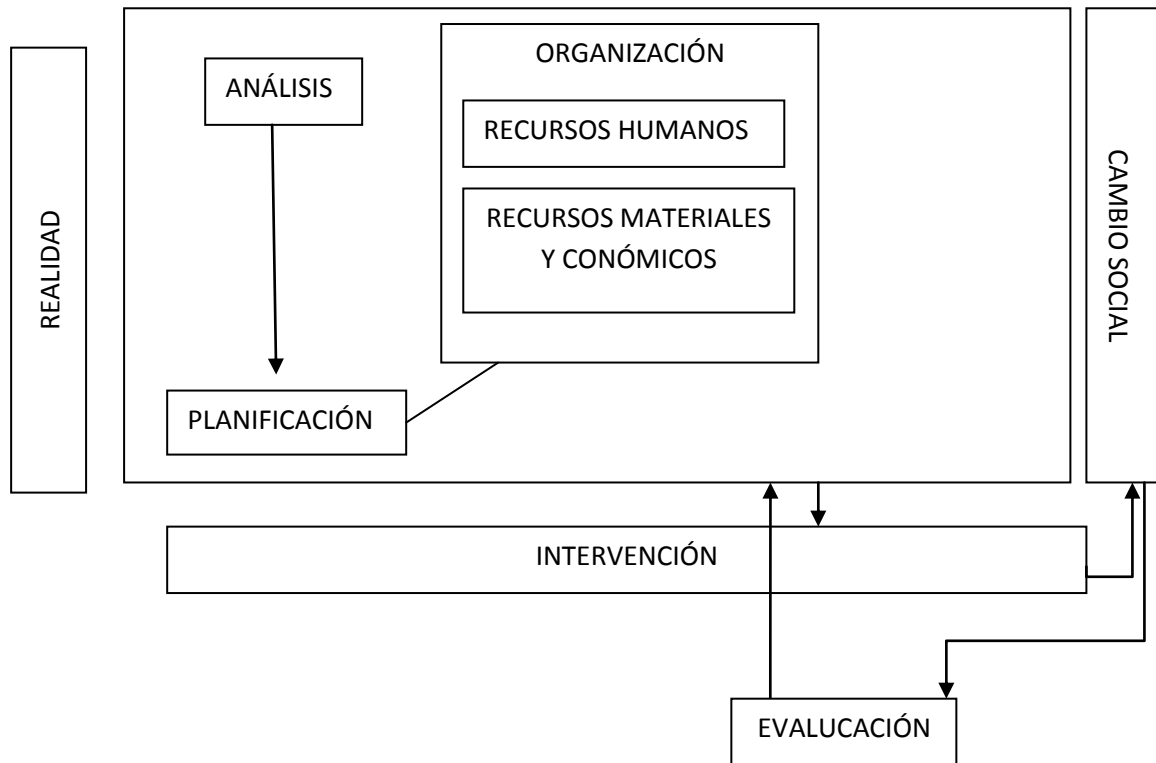 REALIDAD
ANÁLISIS
PLANIFICACIÓN
ORGANIZACIÓN
RECURSOS HUMANOS
RECURSOS MATERIALES
Y CONÓMICOS
CAMBIO SOCIAL
INTERVENCIÓN
EVALUCACIÓN